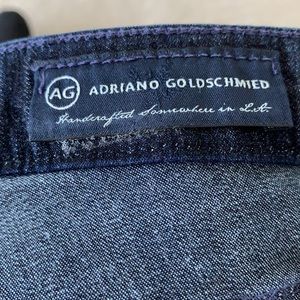 AG ADRIANO GOLDSCHMIED
Handcrafted Somewhere in L.A.